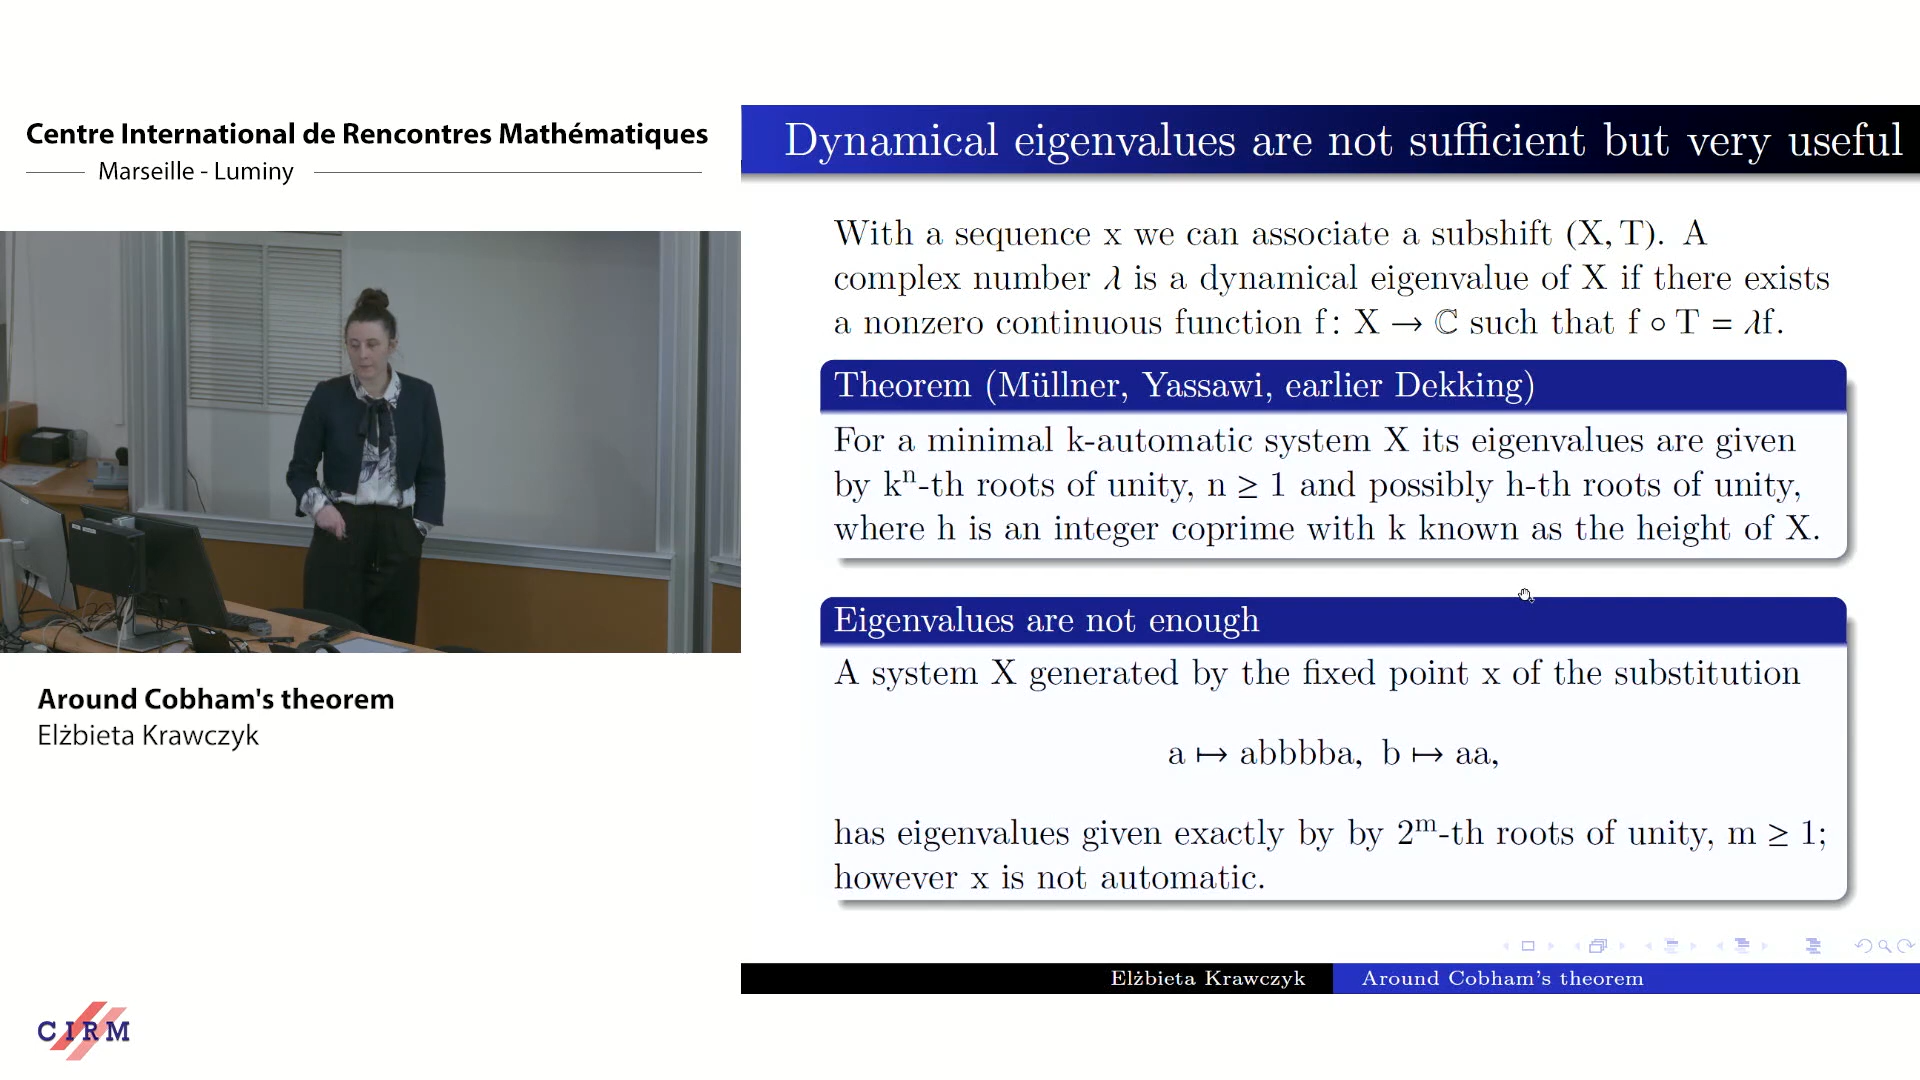 Centre International de Rencontres Mathématiques
Marseille - Luminy
Dynamical eigenvalues are not sufficient but very useful
With a sequence x we can associate a subshift (X, T). A
complex number λ is a dynamical eigenvalue of X if there exists
a nonzero continuous function f: X → ℂ such that f ∘ T = λf.
Theorem (Müllner, Yassawi, earlier Dekking)
For a minimal k-automatic system X its eigenvalues are given
by kⁿ-th roots of unity, n ≥ 1 and possibly h-th roots of unity,
where h is an integer coprime with k known as the height of X.
Eigenvalues are not enough
A system X generated by the fixed point x of the substitution
a ↦ abbbba, b ↦ aa,
has eigenvalues given exactly by by 2ᵐ-th roots of unity, m ≥ 1;
however x is not automatic.
Elżbieta Krawczyk
Around Cobham's theorem
Around Cobham's theorem
Elżbieta Krawczyk
CIRM